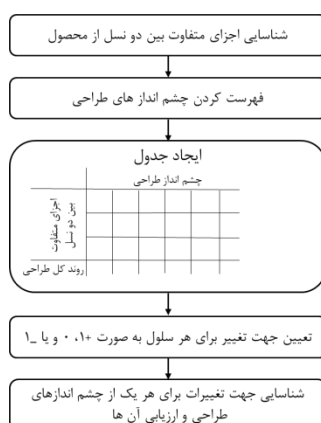 شناسایی اجزای متفاوت بین دو نسل از محصول
فهرست کردن چشم انداز های طراحی
ایجاد جدول
چشم انداز طراحی
اجزای متفاوت
بین دو نسل
روند کل طراحی
تعیین جهت تغییر برای هر سلول به صورت +۱، ۰ و یا _۱
شناسایی جهت تغییرات برای هر یک از چشم اندازهای
طراحی و ارزیابی آن ها